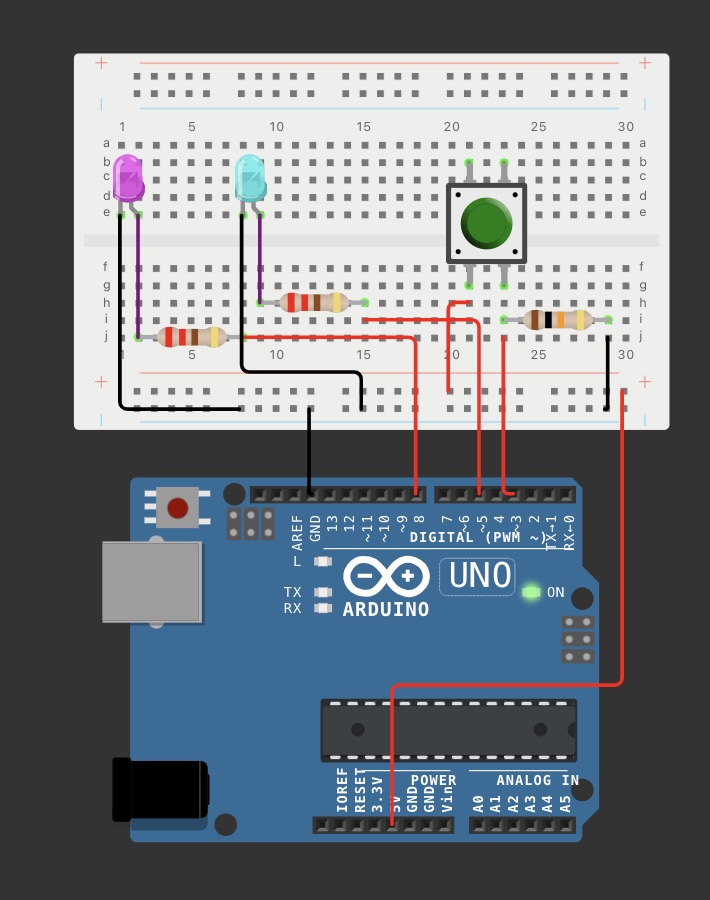 + +
1 5 10 15 20 25 30
a a
b b
c c
d d
e e
f f
g g
h h
i i
j j
1 5 10 15 20 25 30
+ +
AREF GND 13 12 ~11 ~10 ~9 8 7 ~6 ~5 4 ~3 2 TX→1 RX←0
DIGITAL (PWM ~)
L
TX
RX
UNO
ON
ARDUINO
POWER ANALOG IN
IOREF RESET 3.3V 5V GND GND Vin A0 A1 A2 A3 A4 A5